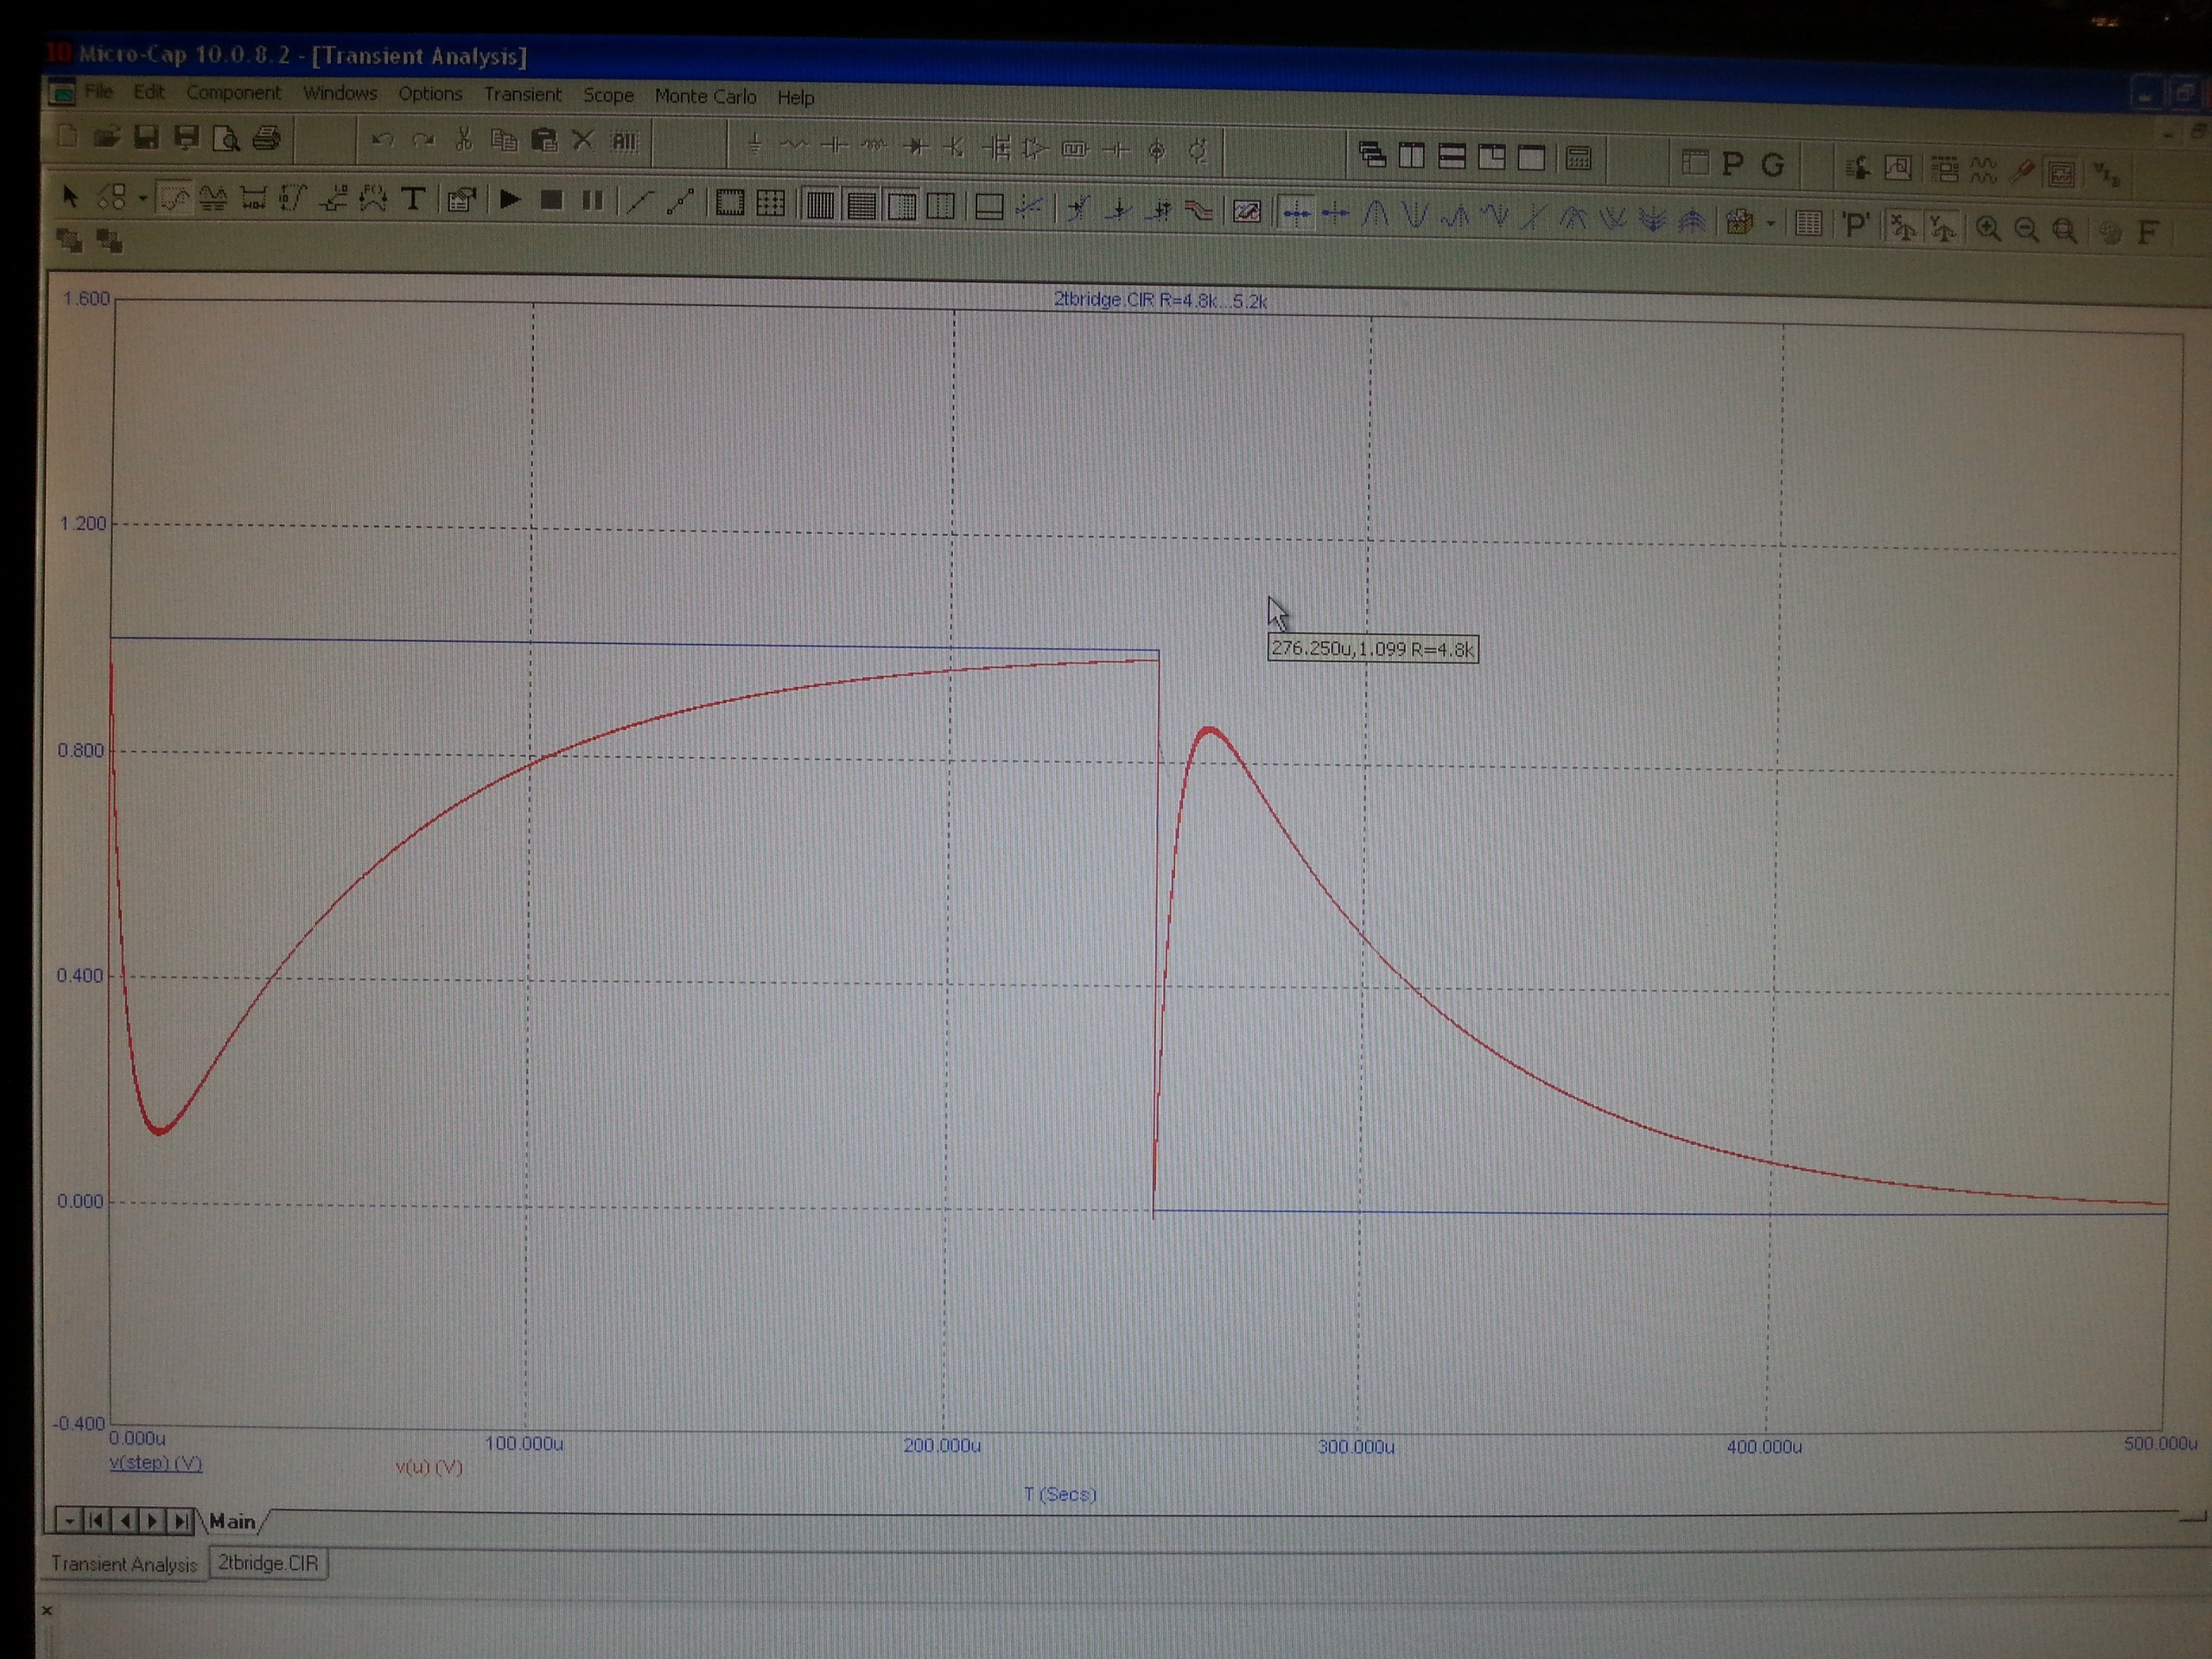 10 Micro-Cap 10.0.8.2 - [Transient Analysis]
File Edit Component Windows Options Transient Scope Monte Carlo Help
All P G
T 'P' F
2tbridge.CIR R=4.8k...5.2k
1.600
1.200
276.250u,1.099 R=4.8k
0.800
0.400
0.000
-0.400
0.000u 100.000u 200.000u 300.000u 400.000u 500.000u
v(step) (V) v(u) (V)
T (Secs)
Main
Transient Analysis 2tbridge.CIR